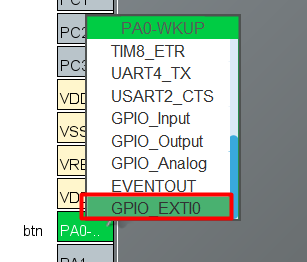 PC1
PC2
PC3
VDD
VSS
VRE
VD
btn
PA0-..
PA1
PA0-WKUP
TIM8_ETR
UART4_TX
USART2_CTS
GPIO_Input
GPIO_Output
GPIO_Analog
EVENTOUT
GPIO_EXTI0